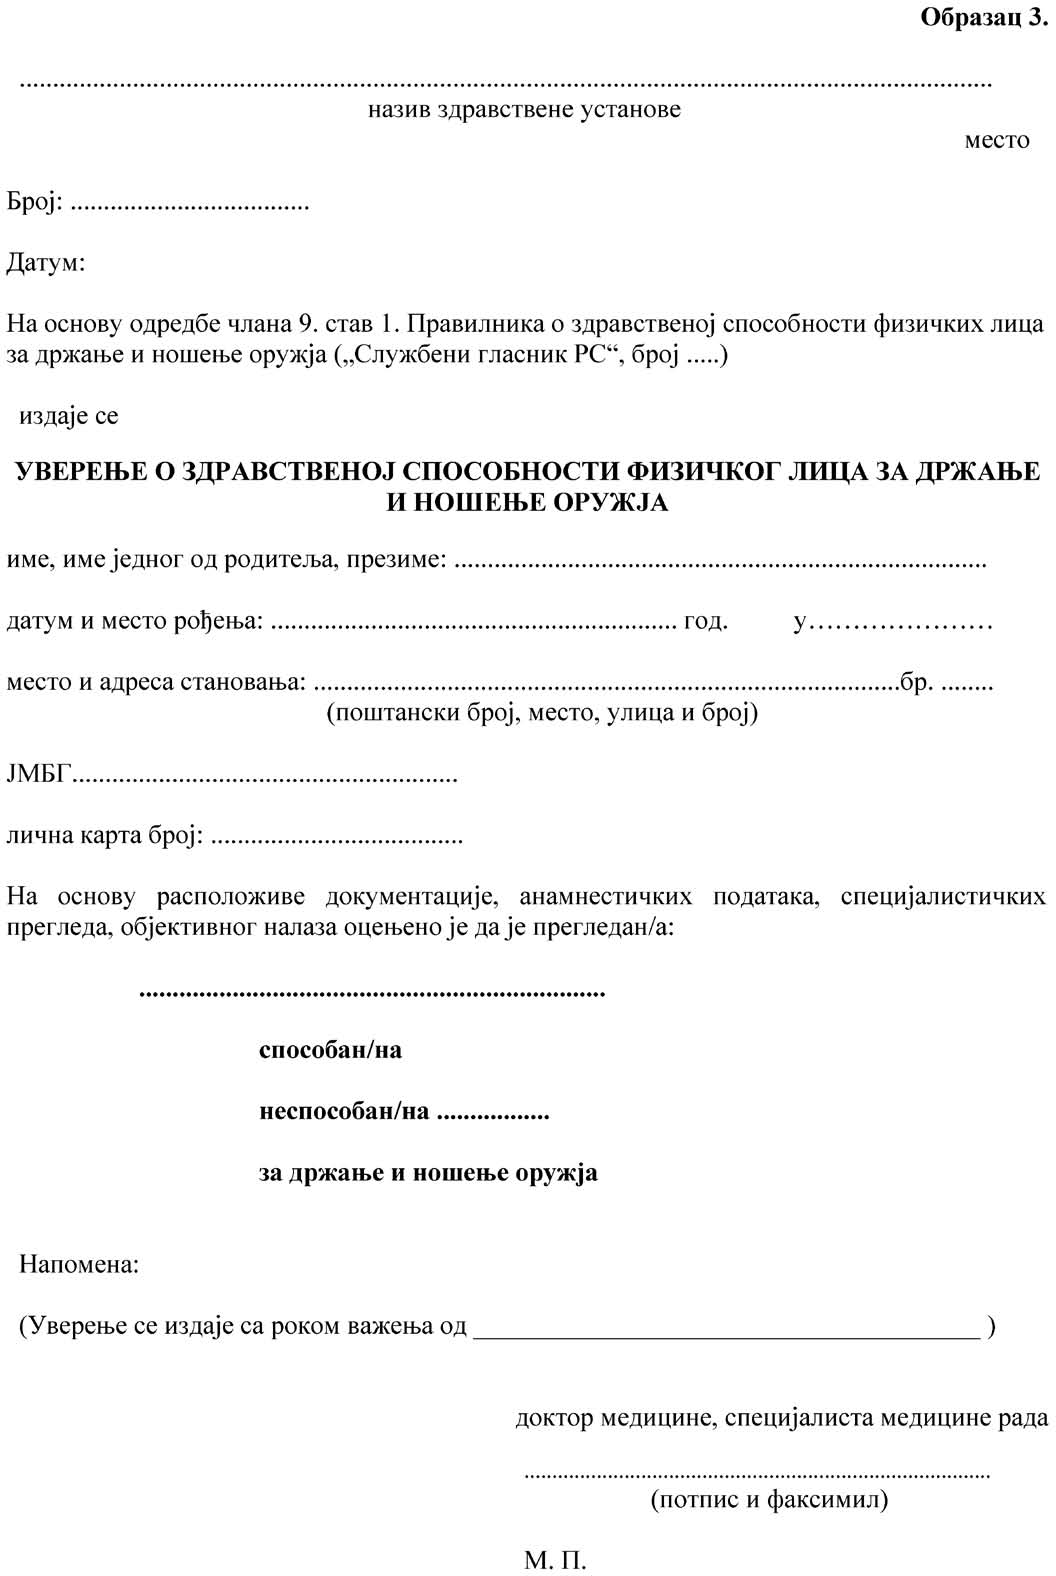 Образац 3.
..........................................................................................................................................................
назив здравствене установе
место
Број: ....................................
Датум:
На основу одредбе члана 9. став 1. Правилника о здравственој способности физичких лица
за држање и ношење оружја („Службени гласник РС“, број .....)
издаје се
УВЕРЕЊЕ О ЗДРАВСТВЕНОЈ СПОСОБНОСТИ ФИЗИЧКОГ ЛИЦА ЗА ДРЖАЊЕ
И НОШЕЊЕ ОРУЖЈА
име, име једног од родитеља, презиме: ................................................................................
датум и место рођења: ............................................................. год. у…………………
место и адреса становања: ........................................................................................бр. ........
(поштански број, место, улица и број)
ЈМБГ..........................................................
лична карта број: ......................................
На основу расположиве документације, анамнестичких података, специјалистичких
прегледа, објективног налаза оцењено је да је прегледан/а:
......................................................................
способан/на
неспособан/на .................
за држање и ношење оружја
Напомена:
(Уверење се издаје са роком важења од ______________________________________ )
доктор медицине, специјалиста медицине рада
...................................................................................
(потпис и факсимил)
М. П.